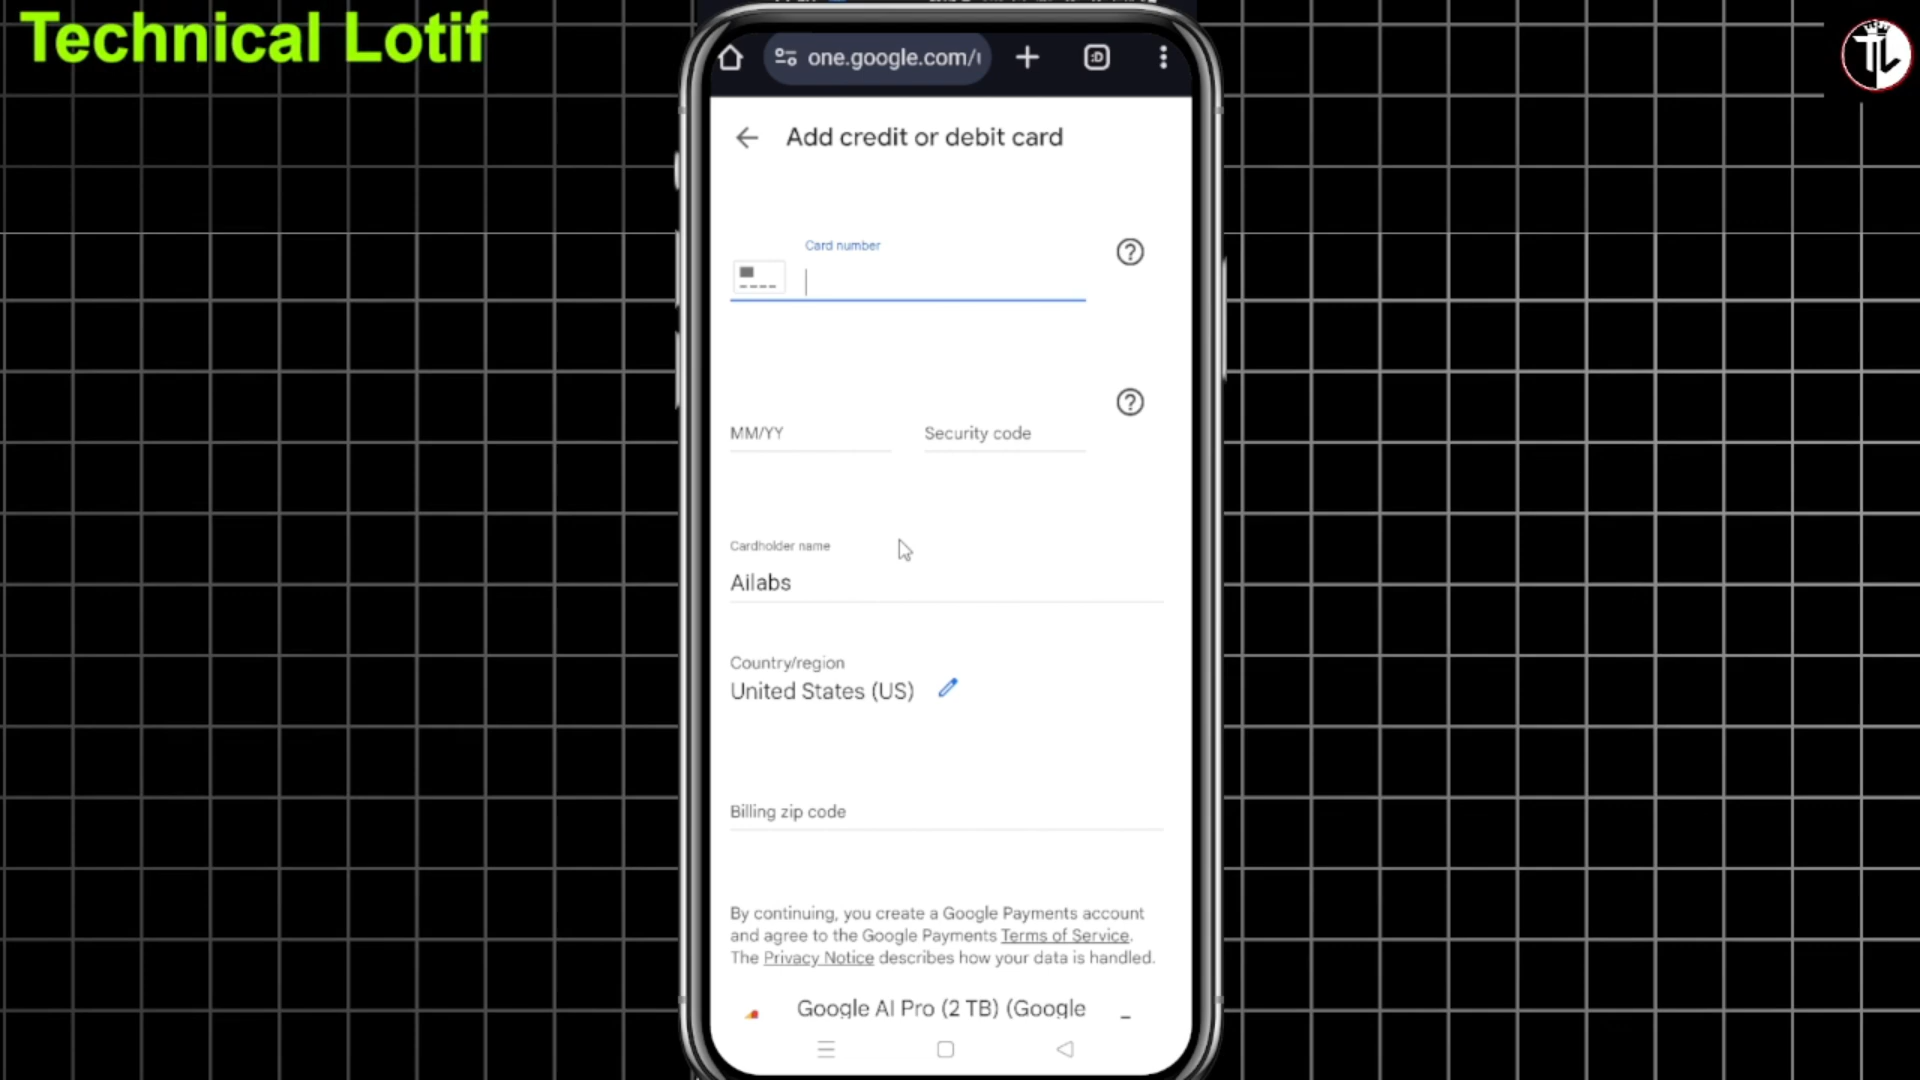 Technical Lotif
TL
one.google.com/
Add credit or debit card
Card number
MM/YY
Security code
Cardholder name
Ailabs
Country/region
United States (US)
Billing zip code
By continuing, you create a Google Payments account
and agree to the Google Payments Terms of Service.
The Privacy Notice describes how your data is handled.
Google AI Pro (2 TB) (Google